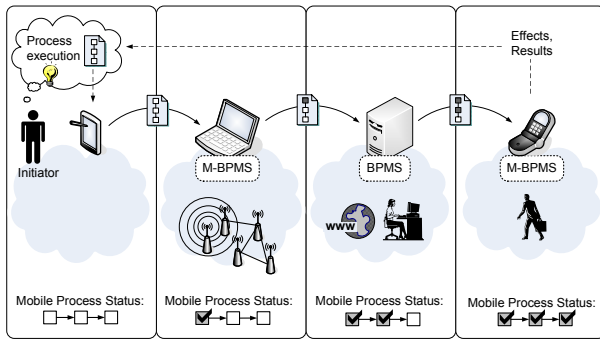 Process
execution
Effects,
Results
Initiator
M-BPMS
BPMS
M-BPMS
www
Mobile Process Status:
Mobile Process Status:
Mobile Process Status:
Mobile Process Status: